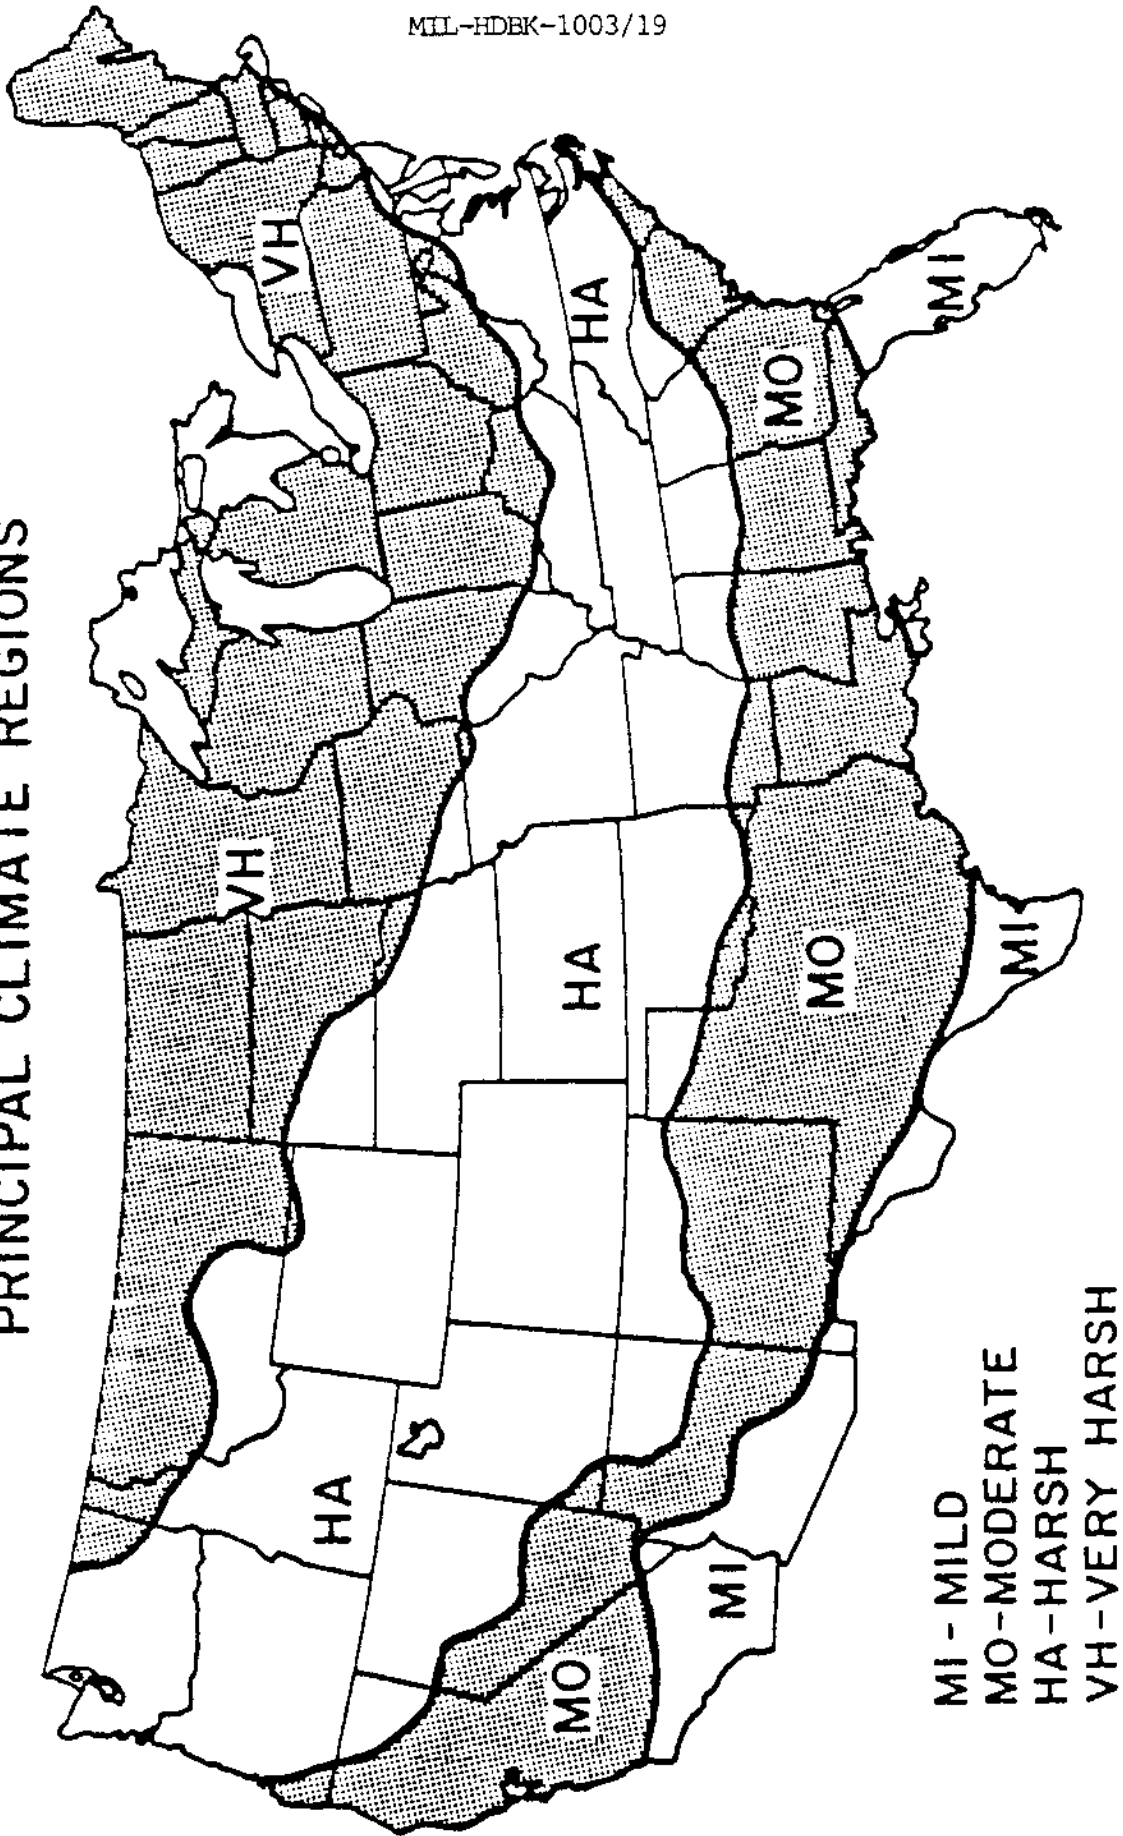 MIL-HDBK-1003/19
PRINCIPAL CLIMATE REGIONS
VH
VH
V
HA
HA
HA
MO
MO
MO
MI
MI
MI
MI - MILD
MO-MODERATE
HA-HARSH
VH-VERY HARSH